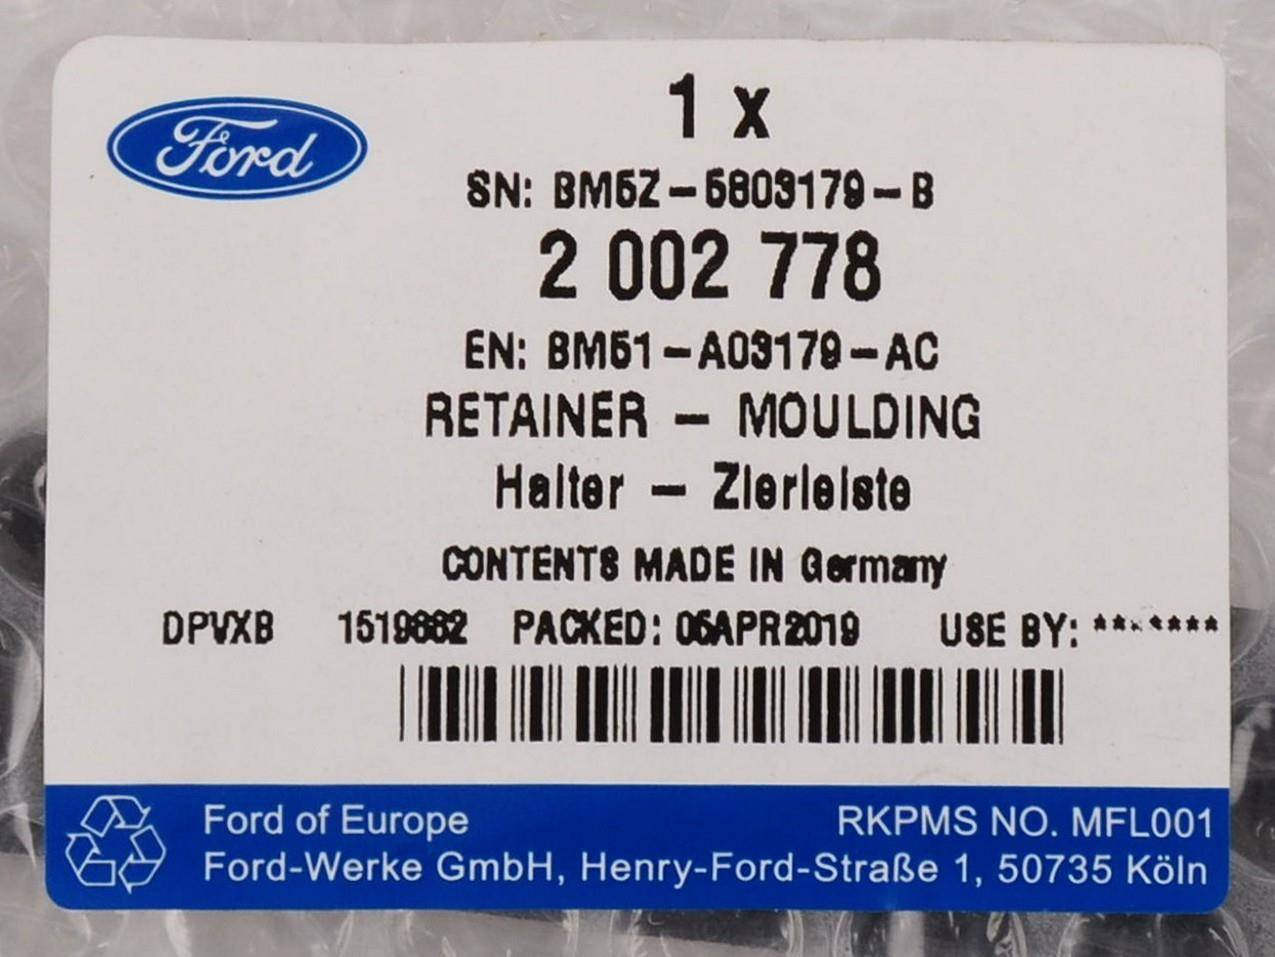 Ford
1 x
SN: BM5Z-5803179-B
2 002 778
EN: BM51-A03179-AC
RETAINER - MOULDING
Halter - Zierleiste
CONTENTS MADE IN Germany
DPVXB PACKED: 05APR2019 USE BY: *******
Ford of Europe RKPMS NO. MFL001
Ford-Werke GmbH, Henry-Ford-Straße 1, 50735 Köln